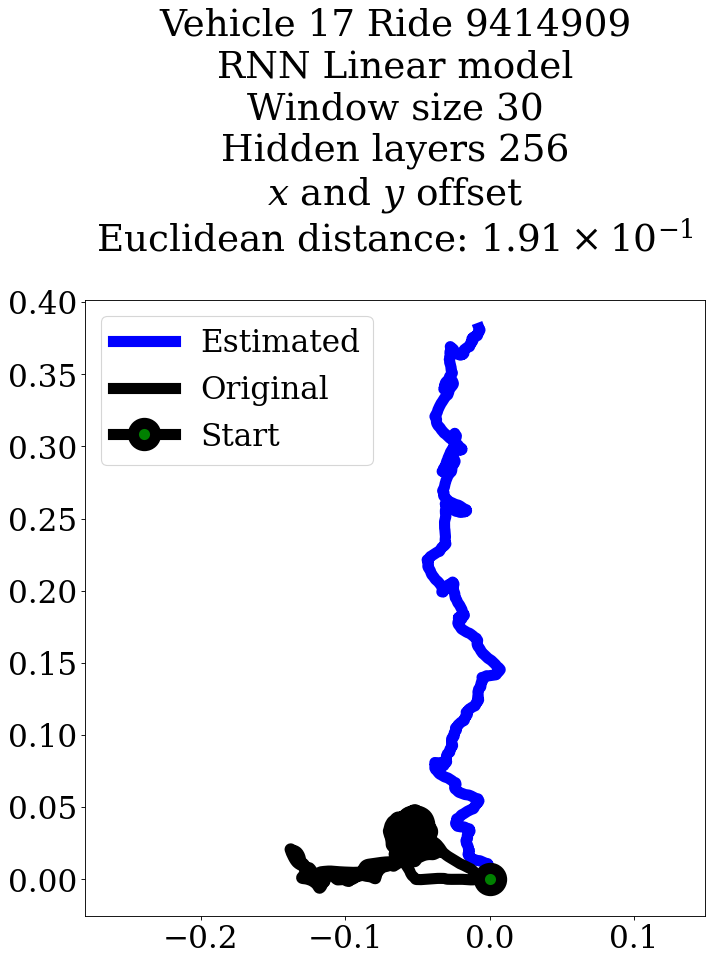 Vehicle 17 Ride 9414909
RNN Linear model
Window size 30
Hidden layers 256
x and y offset
Euclidean distance: 1.91 × 10⁻¹
0.40
Estimated
0.35
Original
Start
0.30
0.25
0.20
0.15
0.10
0.05
0.00
−0.2 −0.1 0.0 0.1